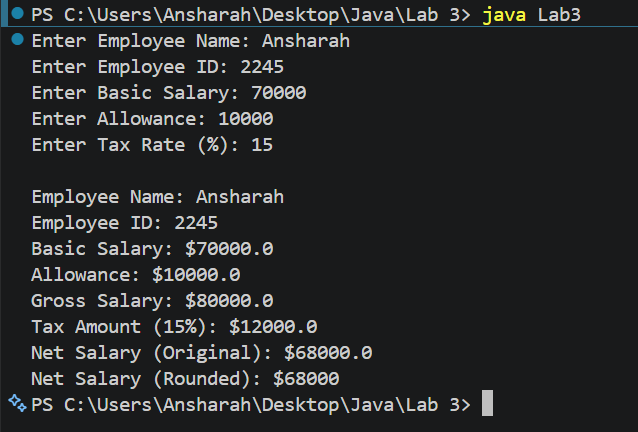 PS C:\Users\Ansharah\Desktop\Java\Lab 3> java Lab3
Enter Employee Name: Ansharah
Enter Employee ID: 2245
Enter Basic Salary: 70000
Enter Allowance: 10000
Enter Tax Rate (%): 15

Employee Name: Ansharah
Employee ID: 2245
Basic Salary: $70000.0
Allowance: $10000.0
Gross Salary: $80000.0
Tax Amount (15%): $12000.0
Net Salary (Original): $68000.0
Net Salary (Rounded): $68000
PS C:\Users\Ansharah\Desktop\Java\Lab 3>